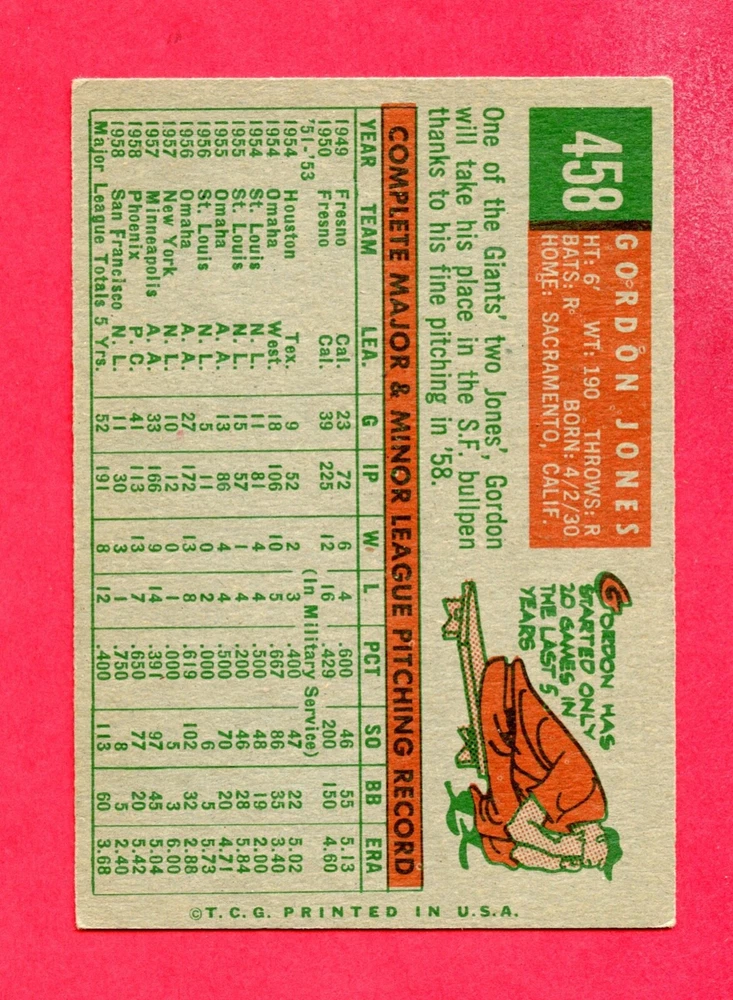 458
GORDON JONES
HT: 6' WT: 190 THROWS: R
BATS: R BORN: 4/2/30
HOME: SACRAMENTO, CALIF.
One of the Giants' two Jones', Gordon
will take his place in the S.F. bullpen
thanks to his fine pitching in '58.
GORDON HAS
STARTED ONLY
20 GAMES IN
THE LAST 5
YEARS
COMPLETE MAJOR & MINOR LEAGUE PITCHING RECORD
YEAR TEAM LEA. G IP W L PCT SO BB ERA
1949 Fresno Cal. 23 72 6 4 .600 46 55 5.13
1950 Fresno Cal. 39 225 12 16 .429 200 150 4.60
'51-'53 (In Military Service)
1954 Houston Tex. 9 52 2 3 .400 47 22 5.02
1954 Omaha West. 18 106 10 5 .667 86 35 3.40
1954 St. Louis N. L. 11 81 4 4 .500 48 19 2.00
1955 St. Louis N. L. 15 57 1 4 .200 46 28 5.84
1955 Omaha A. A. 13 86 4 4 .500 70 20 4.71
1956 St. Louis N. L. 5 11 0 2 .000 6 5 5.73
1956 Omaha A. A. 27 172 13 8 .619 102 32 2.88
1957 New York N. L. 10 12 0 1 .000 5 3 6.00
1957 Minneapolis A. A. 33 166 9 14 .391 97 45 5.04
1958 Phoenix P. C. 41 113 13 7 .650 77 20 5.42
1958 San Francisco N. L. 11 30 3 1 .750 8 5 2.40
Major League Totals 5 Yrs. 52 191 8 12 .400 113 60 3.68
©T.C.G. PRINTED IN U.S.A.